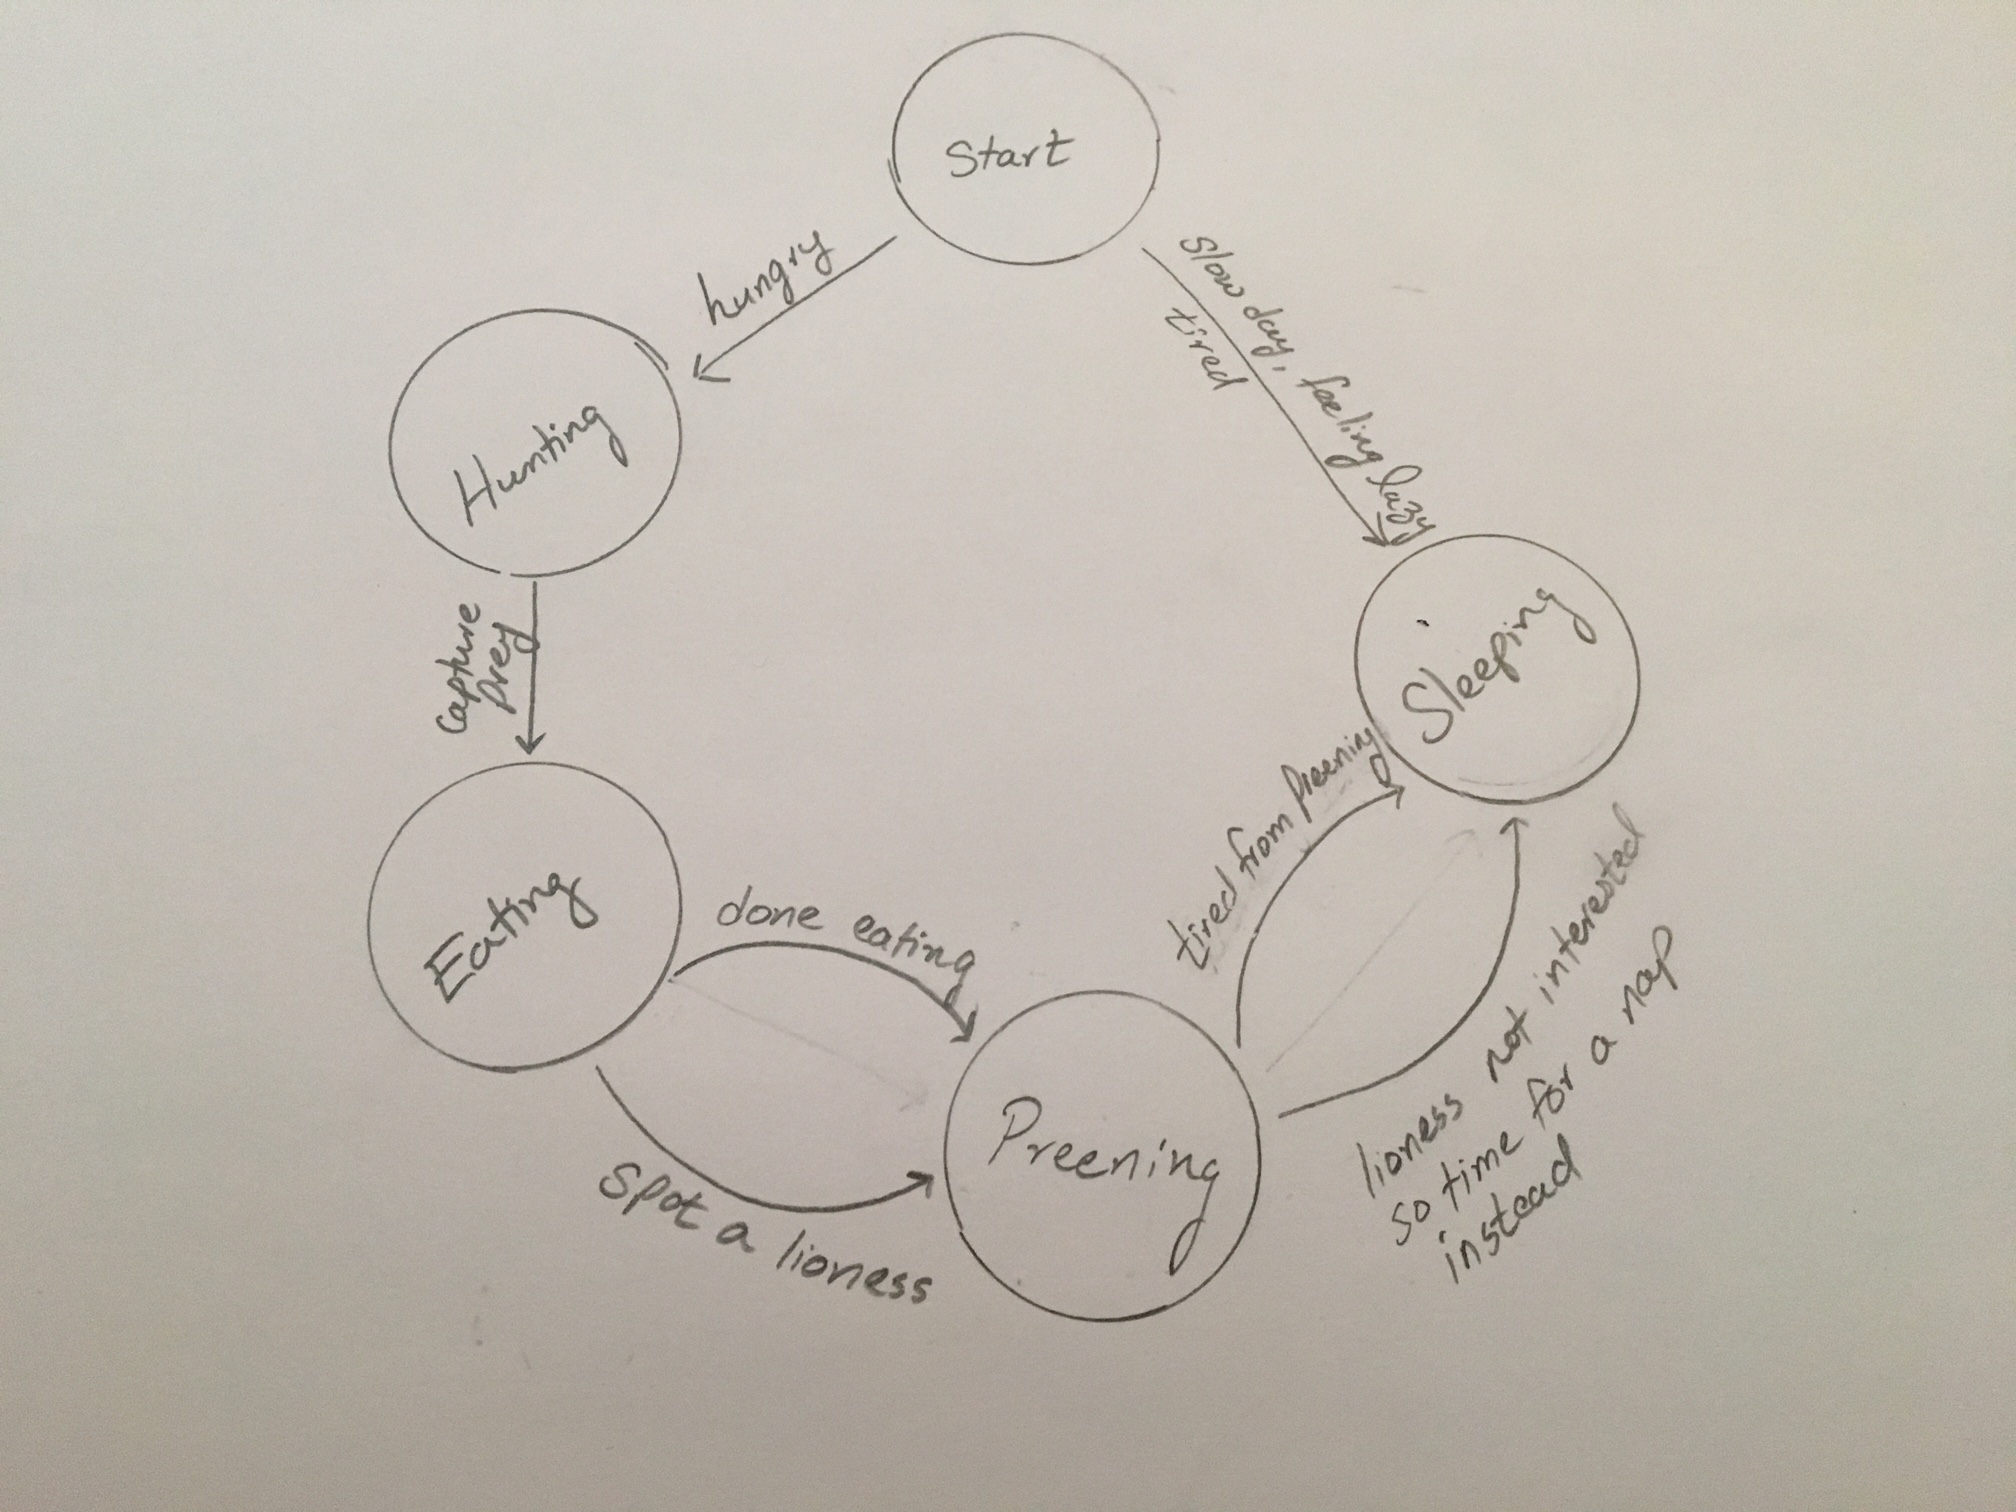 Start
hungry
Slow day, feeling lazy
tired
Hunting
capture
prey
Sleeping
tired from preening
Eating
done eating
Spot a lioness
Preening
lioness not interested
so time for a nap
instead